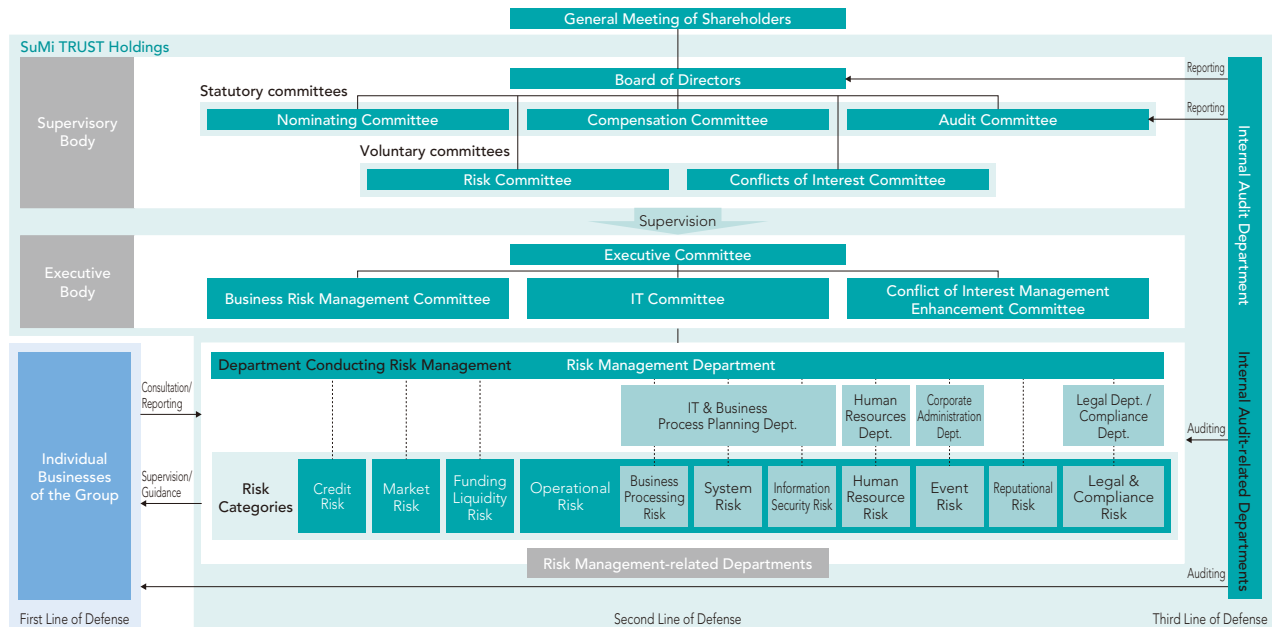 General Meeting of Shareholders
SuMi TRUST Holdings
Supervisory
Body
Board of Directors
Reporting
Statutory committees
Nominating Committee
Compensation Committee
Audit Committee
Reporting
Voluntary committees
Risk Committee
Conflicts of Interest Committee
Supervision
Executive
Body
Executive Committee
Business Risk Management Committee
IT Committee
Conflict of Interest Management
Enhancement Committee
Internal Audit Department
Internal Audit-related Departments
Individual
Businesses
of the Group
Consultation/
Reporting
Supervision/
Guidance
Department Conducting Risk Management
Risk Management Department
IT & Business
Process Planning Dept.
Human
Resources
Dept.
Corporate
Administration
Dept.
Legal Dept. /
Compliance
Dept.
Auditing
Risk
Categories
Credit
Risk
Market
Risk
Funding
Liquidity
Risk
Operational
Risk
Business
Processing
Risk
System
Risk
Information
Security Risk
Human
Resource
Risk
Event
Risk
Reputational
Risk
Legal &
Compliance
Risk
Risk Management-related Departments
Auditing
First Line of Defense
Second Line of Defense
Third Line of Defense